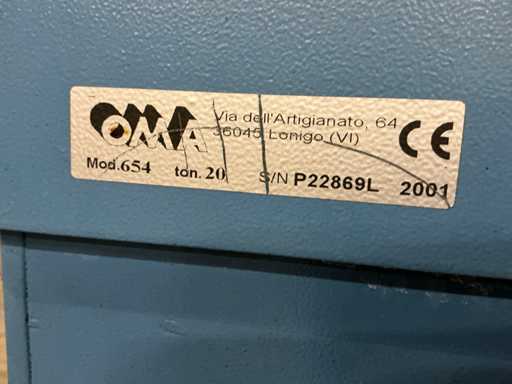 OMA
Via dell'Artigianato, 64
36045 Lonigo (VI)
CE
Mod.654 ton. 20 S/N P22869L 2001